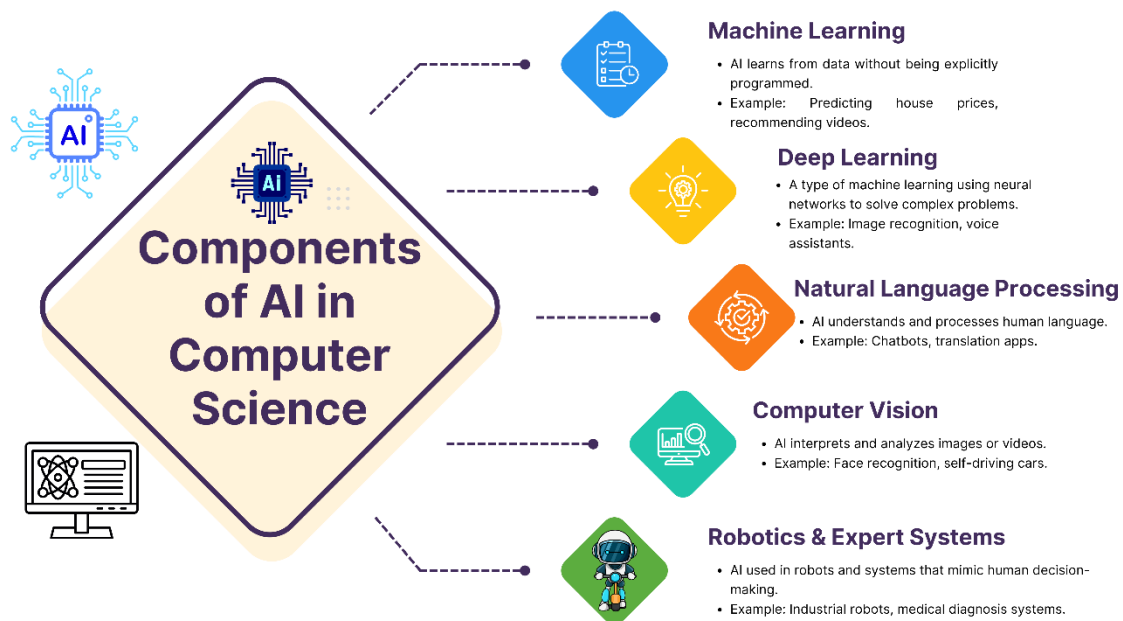 AI
Ai
Components
of AI in
Computer
Science
Machine Learning
• AI learns from data without being explicitly
programmed.
• Example: Predicting house prices,
recommending videos.
Deep Learning
• A type of machine learning using neural
networks to solve complex problems.
• Example: Image recognition, voice
assistants.
Natural Language Processing
• AI understands and processes human language.
• Example: Chatbots, translation apps.
Computer Vision
• AI interprets and analyzes images or videos.
• Example: Face recognition, self-driving cars.
Robotics & Expert Systems
• AI used in robots and systems that mimic human decision-
making.
• Example: Industrial robots, medical diagnosis systems.